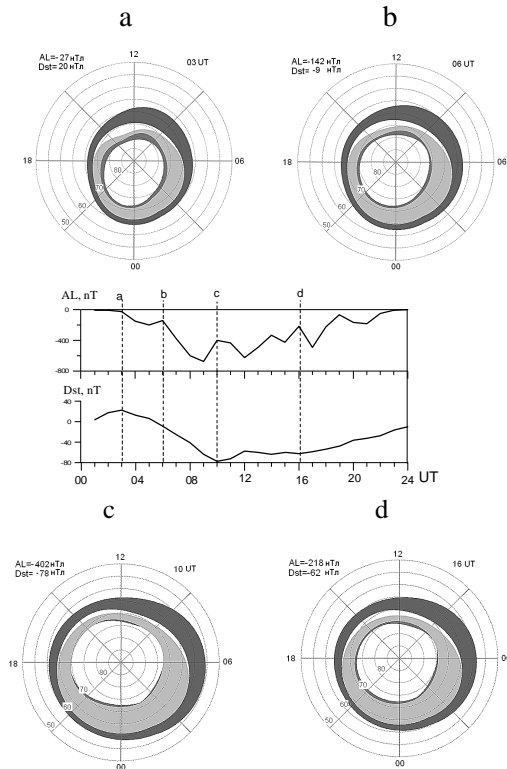 a
b
AL=-27 нТл
Dst= 20 нТл
12
03 UT
18
06
80
70
60
50
00
AL=-142 нТл
Dst= -9 нТл
12
06 UT
18
06
80
70
60
50
00
AL, nT
a
b
c
d
0
-400
-800
Dst, nT
40
0
-40
-80
00
04
08
12
16
20
24
UT
c
d
AL=-402 нТл
Dst= -78 нТл
12
10 UT
18
06
80
70
60
50
00
AL=-218 нТл
Dst=-62 нТл
12
16 UT
18
80
70
60
50
00